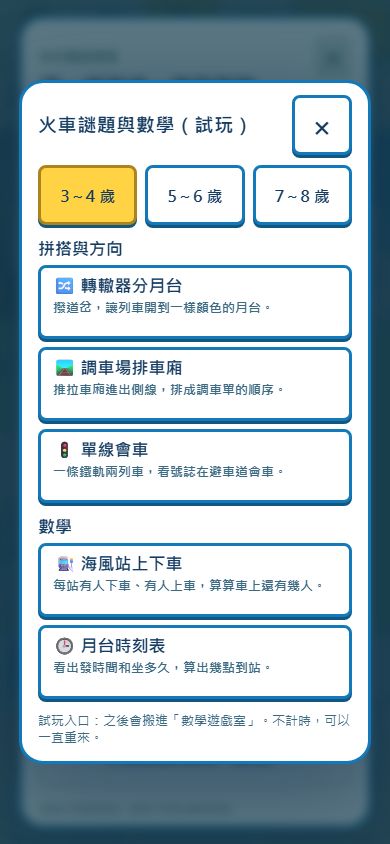 火車謎題與數學（試玩）
×
3～4 歲
5～6 歲
7～8 歲
拼搭與方向
轉轍器分月台
撥道岔，讓列車開到一樣顏色的月台。
調車場排車廂
推拉車廂進出側線，排成調車單的順序。
單線會車
一條鐵軌兩列車，看號誌在避車道會車。
數學
海風站上下車
每站有人下車、有人上車，算算車上還有幾人。
月台時刻表
看出發時間和坐多久，算出幾點到站。
試玩入口：之後會搬進「數學遊戲室」。不計時，可以
一直重來。